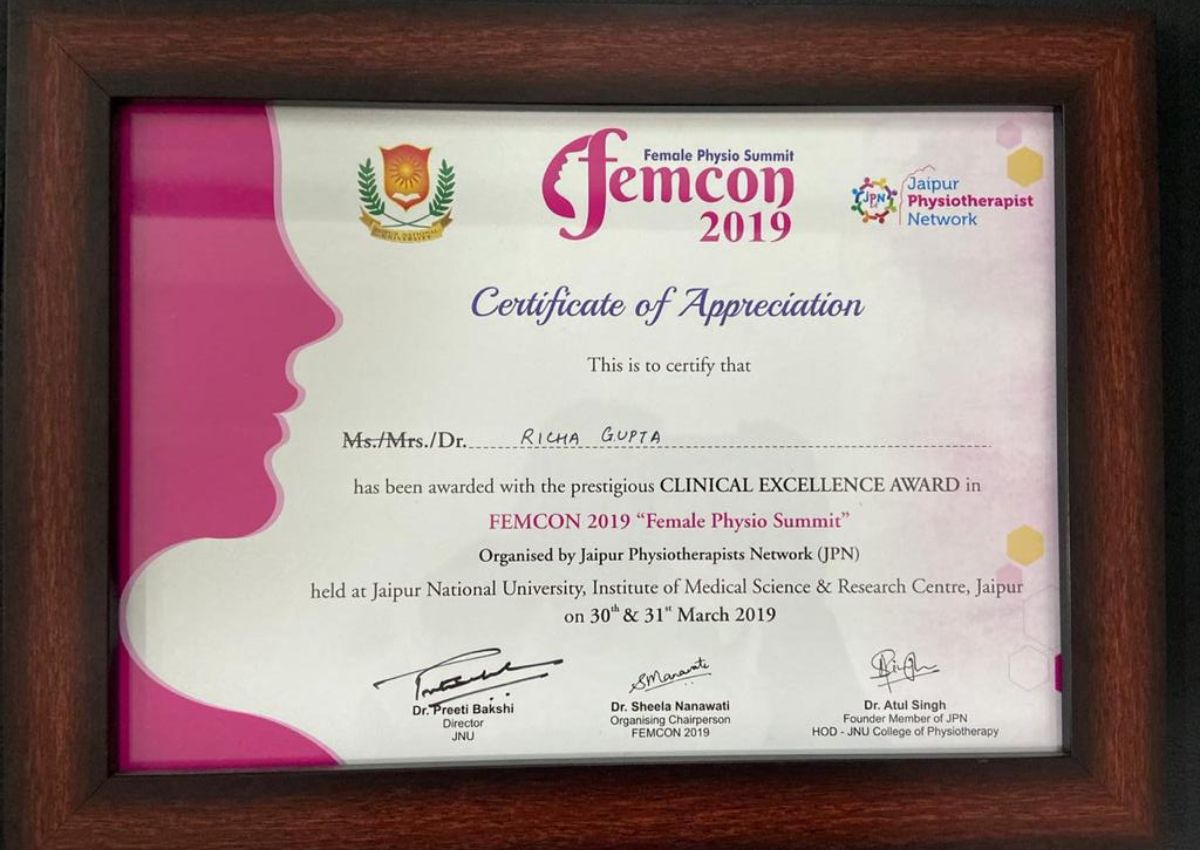 JAIPUR NATIONAL
UNIVERSITY
Female Physio Summit
femcon
2019
JPN
Jaipur
Physiotherapist
Network
Certificate of Appreciation
This is to certify that
Ms./Mrs./Dr. RICHA GUPTA
has been awarded with the prestigious CLINICAL EXCELLENCE AWARD in
FEMCON 2019 “Female Physio Summit”
Organised by Jaipur Physiotherapists Network (JPN)
held at Jaipur National University, Institute of Medical Science & Research Centre, Jaipur
on 30th & 31st March 2019
SMananati
Dr. Preeti Bakshi
Director
JNU
Dr. Sheela Nanawati
Organising Chairperson
FEMCON 2019
Dr. Atul Singh
Founder Member of JPN
HOD - JNU College of Physiotherapy